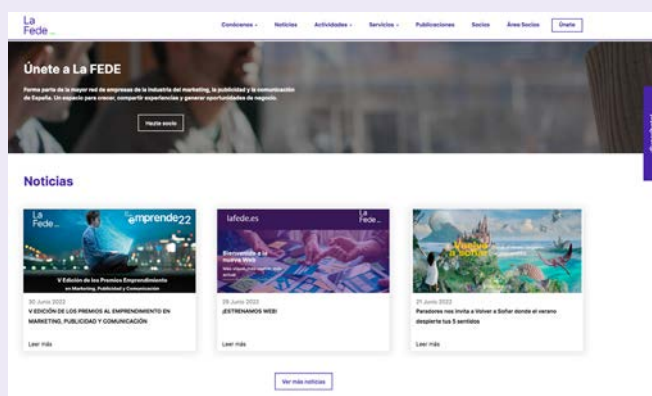 La
Fede
Conócenos
Noticias
Actividades
Servicios
Publicaciones
Socios
Área Socios
Únete
Únete a La FEDE
Forma parte de la mayor red de empresas de la industria del marketing, la publicidad y la comunicación
de España. Un espacio para crecer, compartir experiencias y generar oportunidades de negocio.
Hazte socio
Noticias
La
Fede
emprende22
V Edición de los Premios Emprendimiento
en Marketing, Publicidad y Comunicación
30 Junio 2022
V EDICIÓN DE LOS PREMIOS AL EMPRENDIMIENTO EN
MARKETING, PUBLICIDAD Y COMUNICACIÓN
Leer más
lafede.es
La
Fede
Bienvenido a la
nueva Web
¡ESTRENAMOS WEB!
Leer más
Vuelve
a soñar
21 Junio 2022
Paradores nos invita a Volver a Soñar donde el verano
despierta tus 5 sentidos
Leer más
Ver más noticias